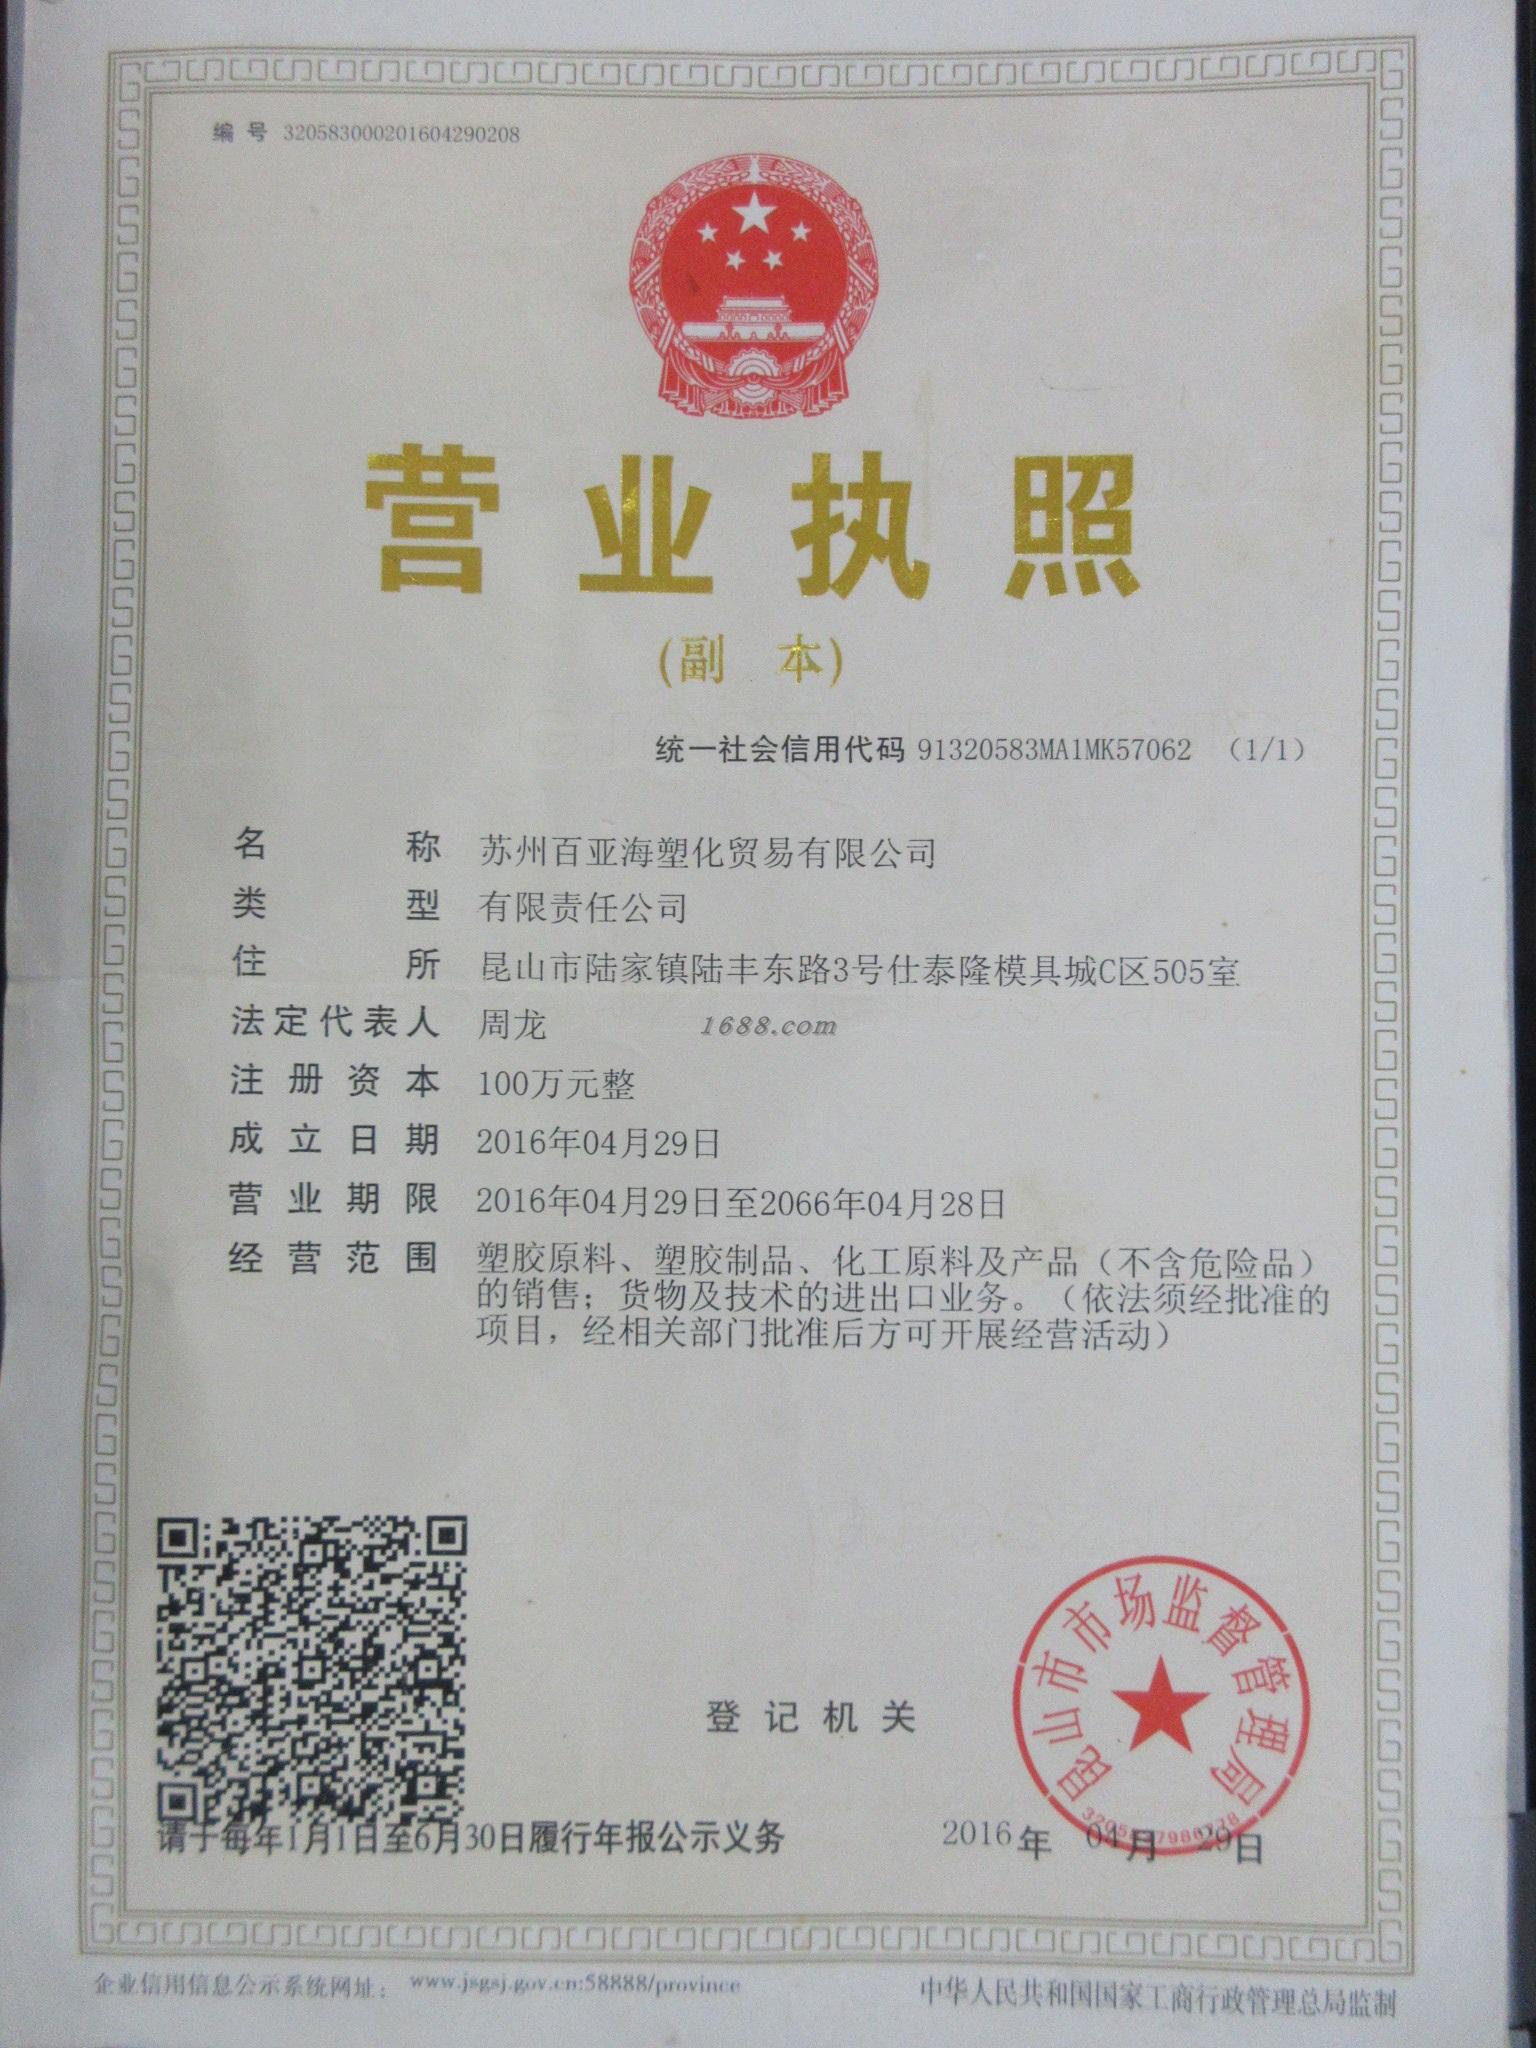 编 号 320583000201604290208
营业执照
(副 本)
统一社会信用代码 91320583MA1MK57062 （1/1）
名 称 苏州百亚海塑化贸易有限公司
类 型 有限责任公司
住 所 昆山市陆家镇陆丰东路3号仕泰隆模具城C区505室
法定代表人 周龙
1688.com
注册资本 100万元整
成立日期 2016年04月29日
营业期限 2016年04月29日至2066年04月28日
经营范围 塑胶原料、塑胶制品、化工原料及产品（不含危险品）
的销售；货物及技术的进出口业务。（依法须经批准的
项目，经相关部门批准后方可开展经营活动）
登记机关
昆山市市场监督管理局
请于每年1月1日至6月30日履行年报公示义务
2016年 04月 29日
企业信用信息公示系统网址： www.jsgsj.gov.cn:58888/province
中华人民共和国国家工商行政管理总局监制